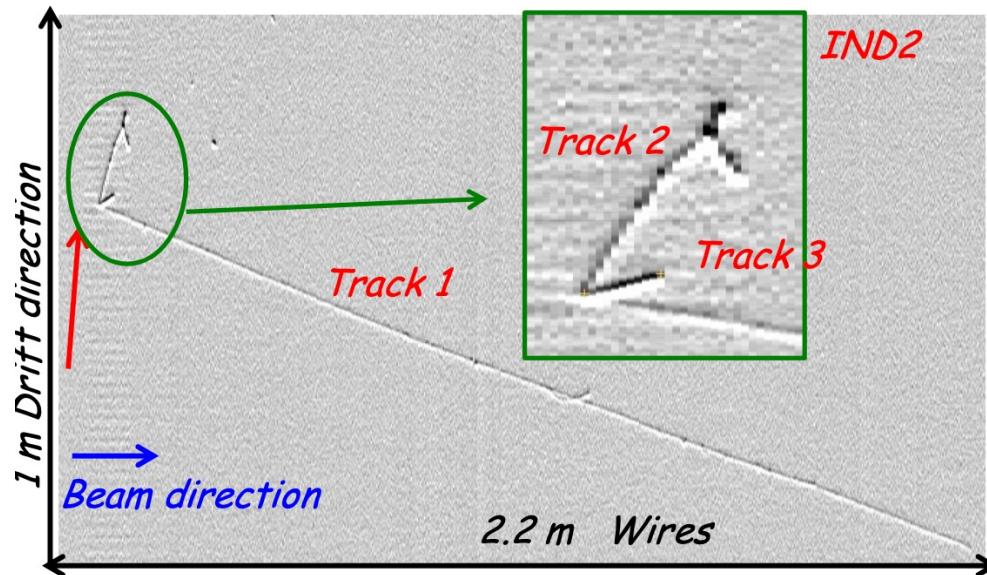 IND2
Track 2
Track 3
Track 1
1 m Drift direction
Beam direction
2.2 m Wires